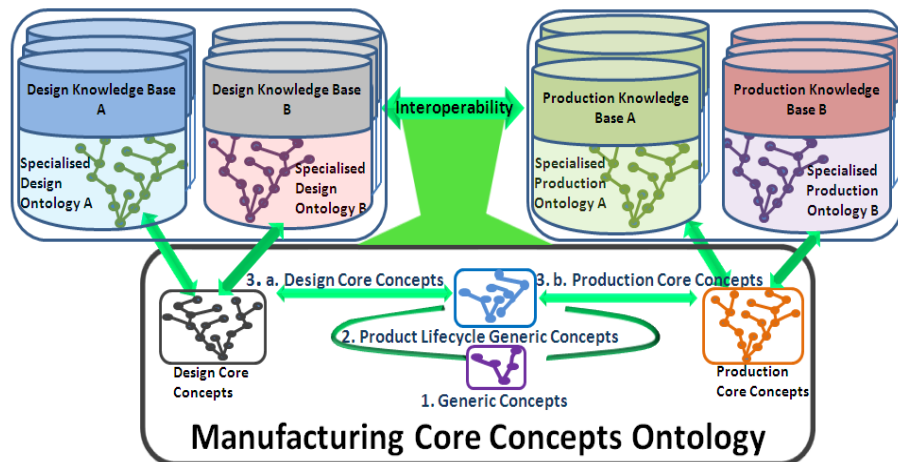 Design Knowledge Base
A
Design Knowledge Base
B
Interoperability
Production Knowledge
Base A
Production Knowledge
Base B
Specialised
Design
Ontology A
Specialised
Design
Ontology B
Specialised
Production
Ontology A
Specialised
Production
Ontology B
3. a. Design Core Concepts
3. b. Production Core Concepts
2. Product Lifecycle Generic Concepts
Design Core
Concepts
1. Generic Concepts
Production
Core Concepts
Manufacturing Core Concepts Ontology